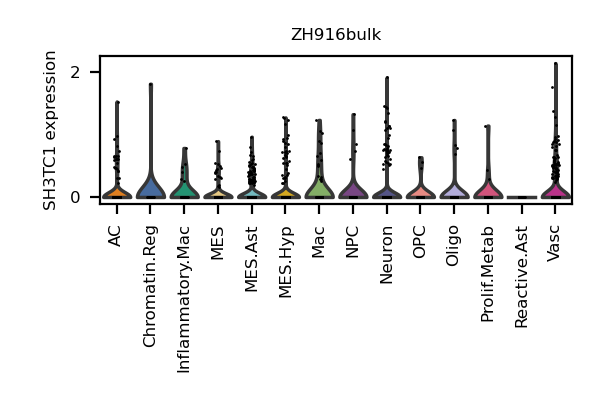 ZH916bulk
SH3TC1 expression
2
0
AC
Chromatin.Reg
Inflammatory.Mac
MES
MES.Ast
MES.Hyp
Mac
NPC
Neuron
OPC
Oligo
Prolif.Metab
Reactive.Ast
Vasc